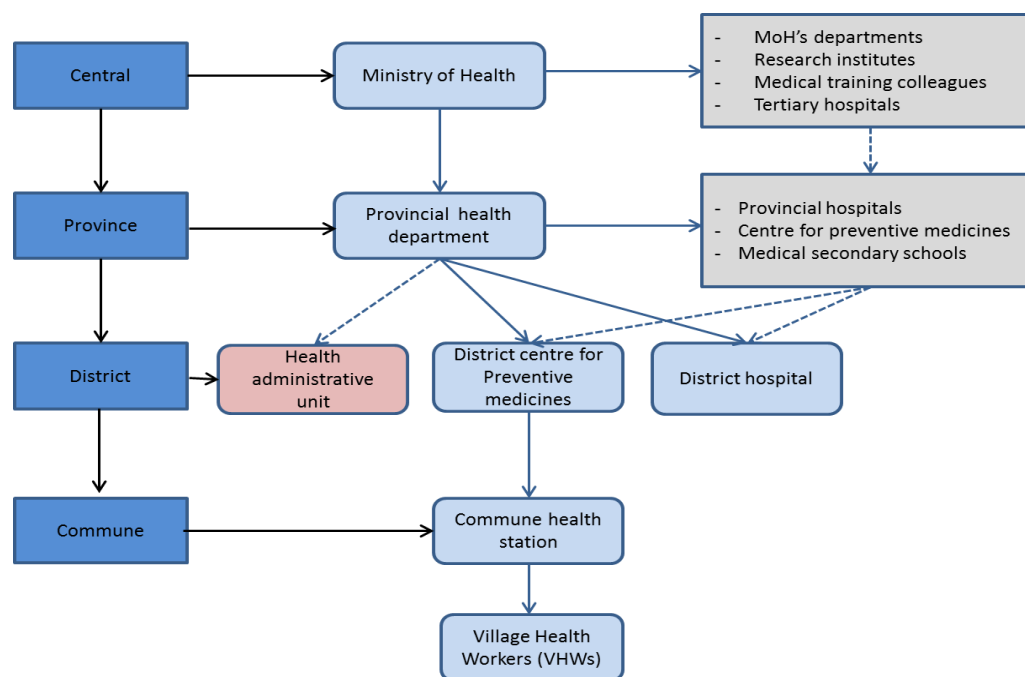 Central
Ministry of Health
- MoH's departments
- Research institutes
- Medical training colleagues
- Tertiary hospitals
Province
Provincial health
department
- Provincial hospitals
- Centre for preventive medicines
- Medical secondary schools
District
Health
administrative
unit
District centre for
Preventive
medicines
District hospital
Commune
Commune health
station
Village Health
Workers (VHWs)